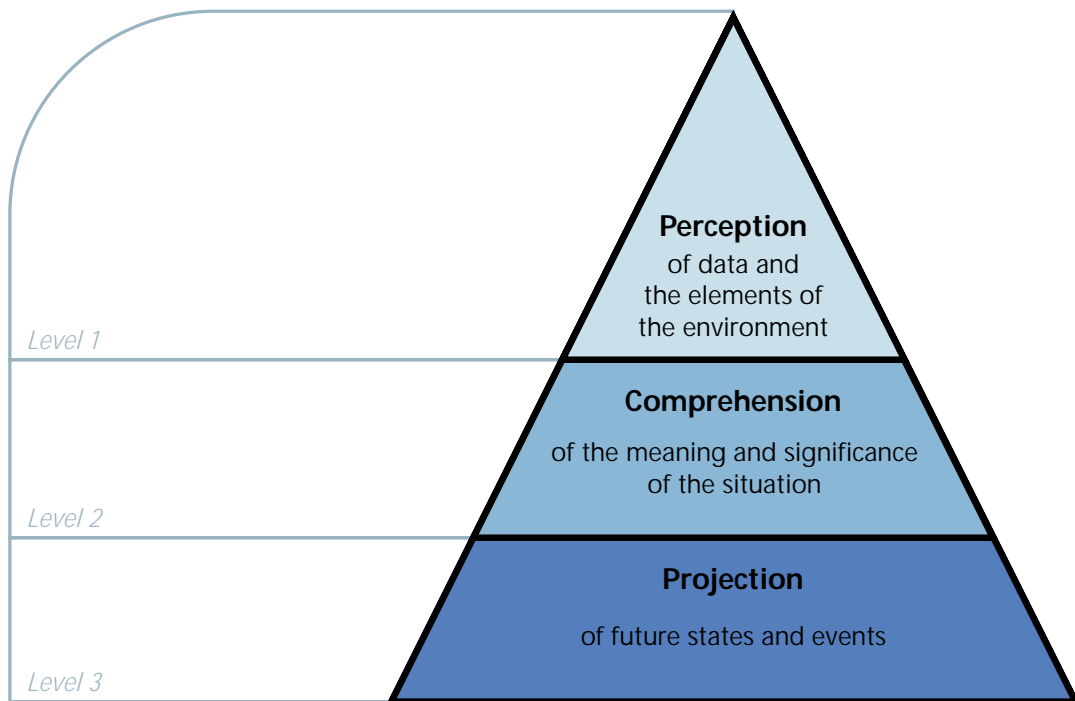 Perception
of data and
the elements of
the environment
Level 1
Comprehension
of the meaning and significance
of the situation
Level 2
Projection
of future states and events
Level 3